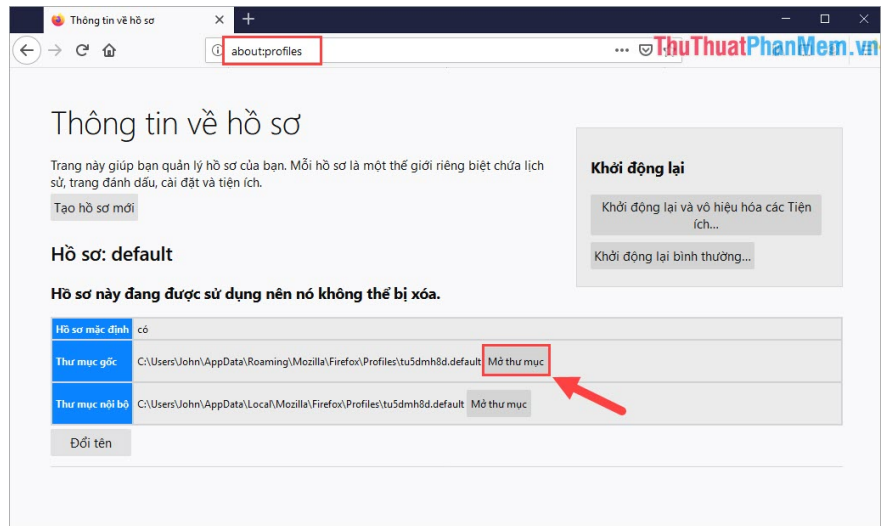 Thông tin về hồ sơ
about:profiles
ThuThuatPhanMem.vn
Thông tin về hồ sơ
Trang này giúp bạn quản lý hồ sơ của bạn. Mỗi hồ sơ là một thế giới riêng biệt chứa lịch
sử, trang đánh dấu, cài đặt và tiện ích.
Tạo hồ sơ mới
Khởi động lại
Khởi động lại và vô hiệu hóa các Tiện
ích...
Khởi động lại bình thường...
Hồ sơ: default
Hồ sơ này đang được sử dụng nên nó không thể bị xóa.
Hồ sơ mặc định có
Thư mục gốc C:\Users\John\AppData\Roaming\Mozilla\Firefox\Profiles\tu5dmh8d.default Mở thư mục
Thư mục nội bộ C:\Users\John\AppData\Local\Mozilla\Firefox\Profiles\tu5dmh8d.default Mở thư mục
Đổi tên